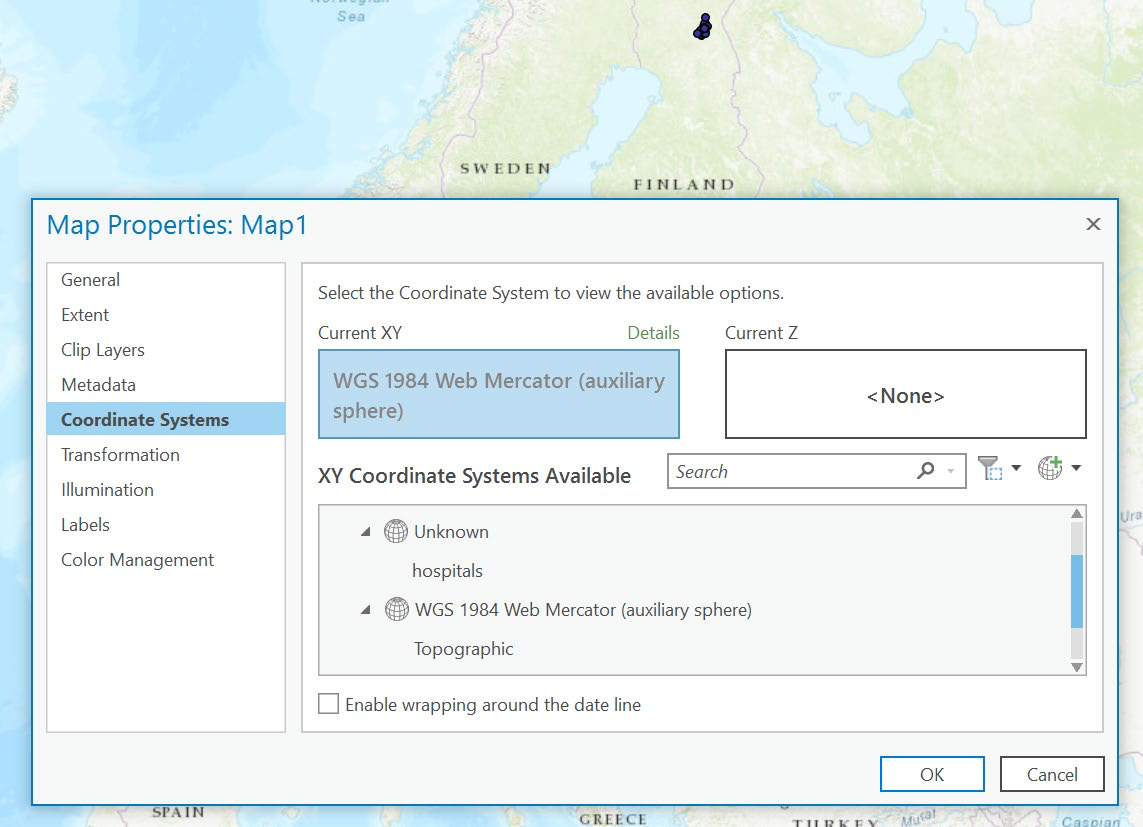 Norwegian
Sea
SWEDEN
FINLAND
Map Properties: Map1
General
Extent
Clip Layers
Metadata
Coordinate Systems
Transformation
Illumination
Labels
Color Management
Select the Coordinate System to view the available options.
Current XY
Details
Current Z
WGS 1984 Web Mercator (auxiliary
sphere)
<None>
XY Coordinate Systems Available
Search
Unknown
hospitals
WGS 1984 Web Mercator (auxiliary sphere)
Topographic
Enable wrapping around the date line
OK
Cancel
Ura
SPAIN
GREECE
TURKEY
Murat
Caspian